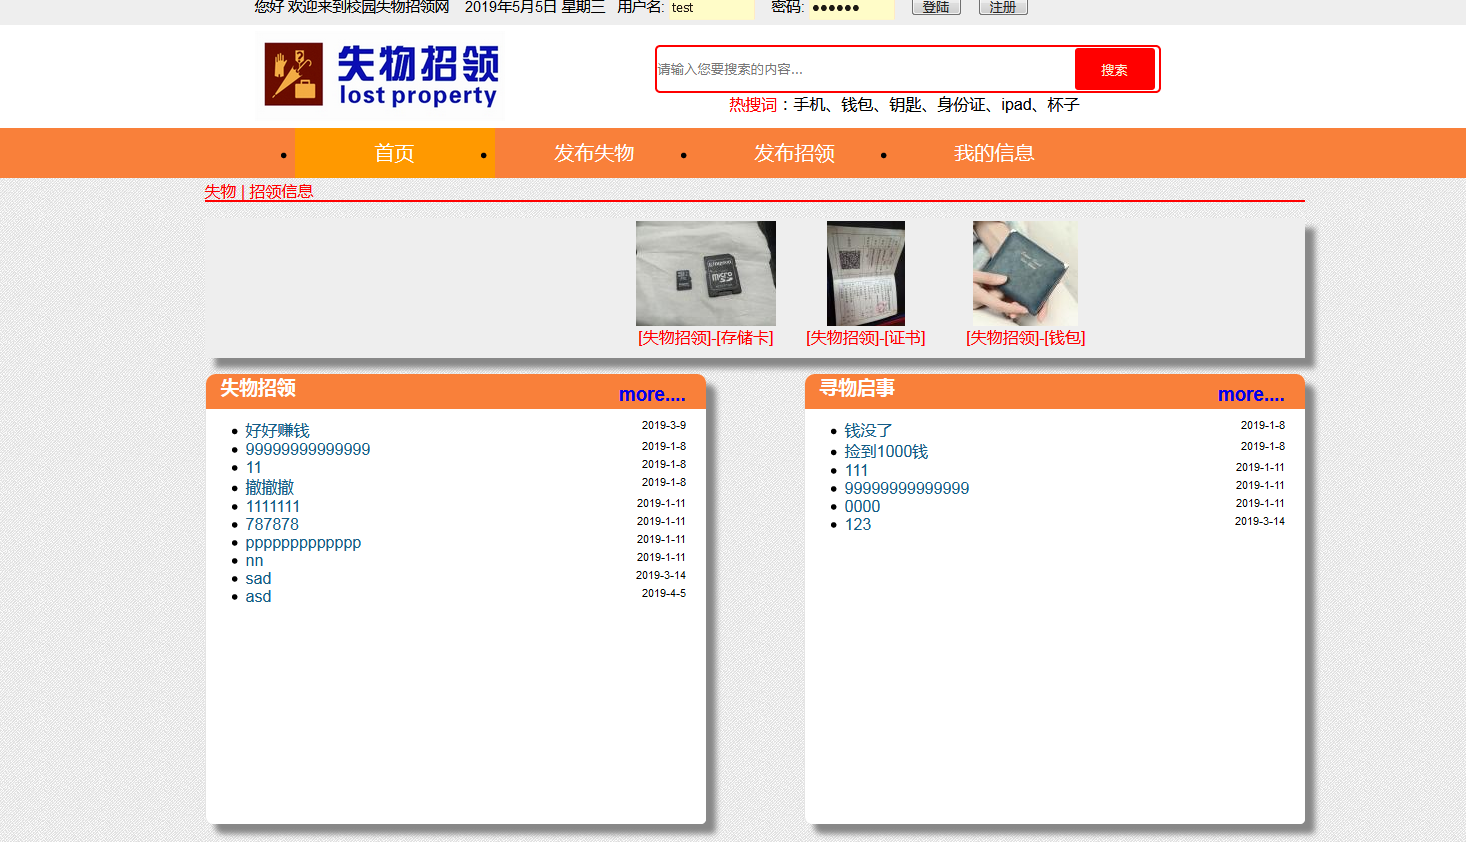 您好 欢迎来到校园失物招领网 2019年5月5日 星期三 用户名: test 密码: ●●●●●● 登陆 注册
失物招领
lost property
请输入您要搜索的内容... 搜索
热搜词：手机、钱包、钥匙、身份证、ipad、杯子
首页 发布失物 发布招领 我的信息
失物 | 招领信息
[失物招领]-[存储卡] [失物招领]-[证书] [失物招领]-[钱包]
失物招领 more....
好好赚钱 2019-3-9
99999999999999 2019-1-8
11 2019-1-8
撤撤撤 2019-1-8
1111111 2019-1-11
787878 2019-1-11
ppppppppppppp 2019-1-11
nn 2019-1-11
sad 2019-3-14
asd 2019-4-5
寻物启事 more....
钱没了 2019-1-8
捡到1000钱 2019-1-8
111 2019-1-11
99999999999999 2019-1-11
0000 2019-1-11
123 2019-3-14